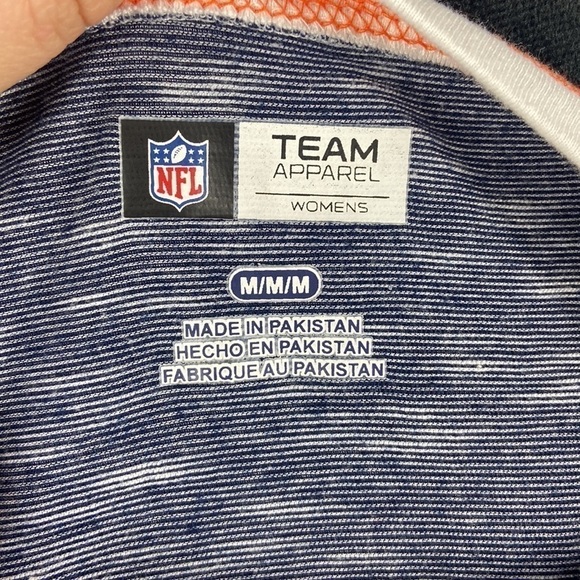 NFL
TEAM
APPAREL
WOMENS
M/M/M
MADE IN PAKISTAN
HECHO EN PAKISTAN
FABRIQUE AU PAKISTAN